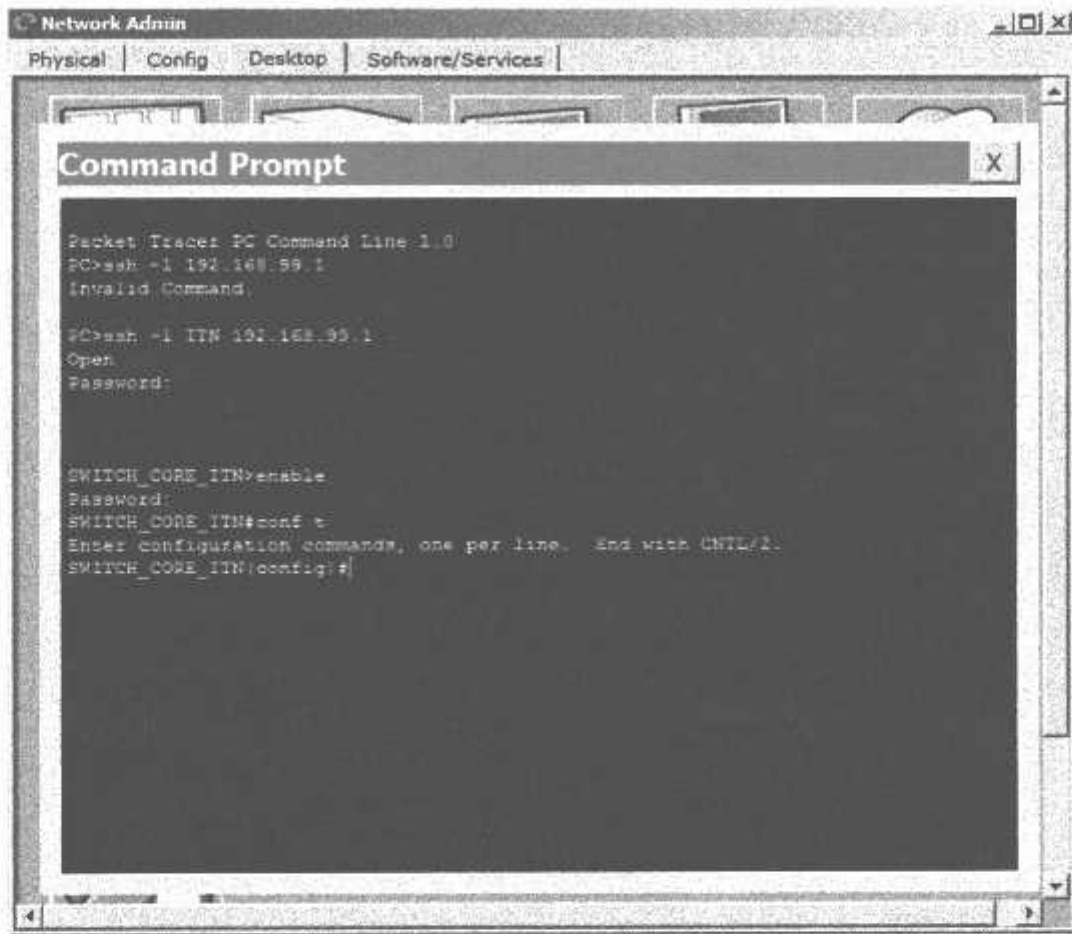 Network Admin
Physical Config Desktop Software/Services
Command Prompt
X
Packet Tracer PC Command Line 1.0
PC>ssh -l 192.168.99.1
Invalid Command.
PC>ssh -l ITN 192.168.99.1
Open
Password:
SWITCH_CORE_ITN>enable
Password:
SWITCH_CORE_ITN#conf t
Enter configuration commands, one per line. End with CNTL/Z.
SWITCH_CORE_ITN(config)#